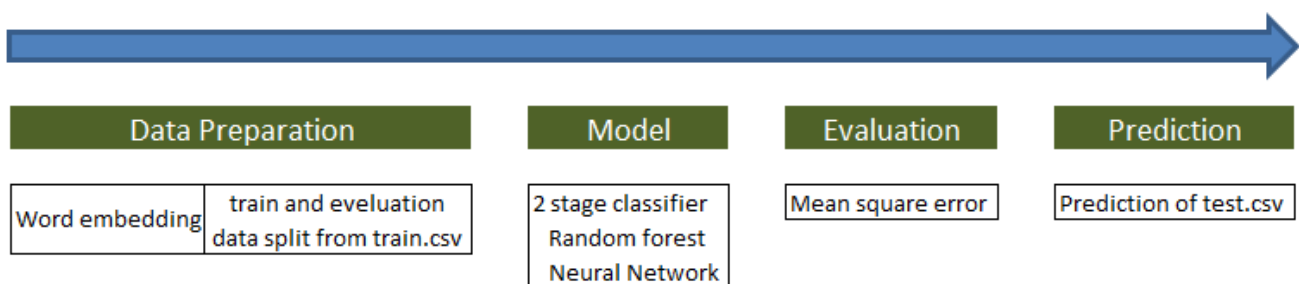 Data Preparation
Model
Evaluation
Prediction
Word embedding
train and eveluation
data split from train.csv
2 stage classifier
Random forest
Neural Network
Mean square error
Prediction of test.csv